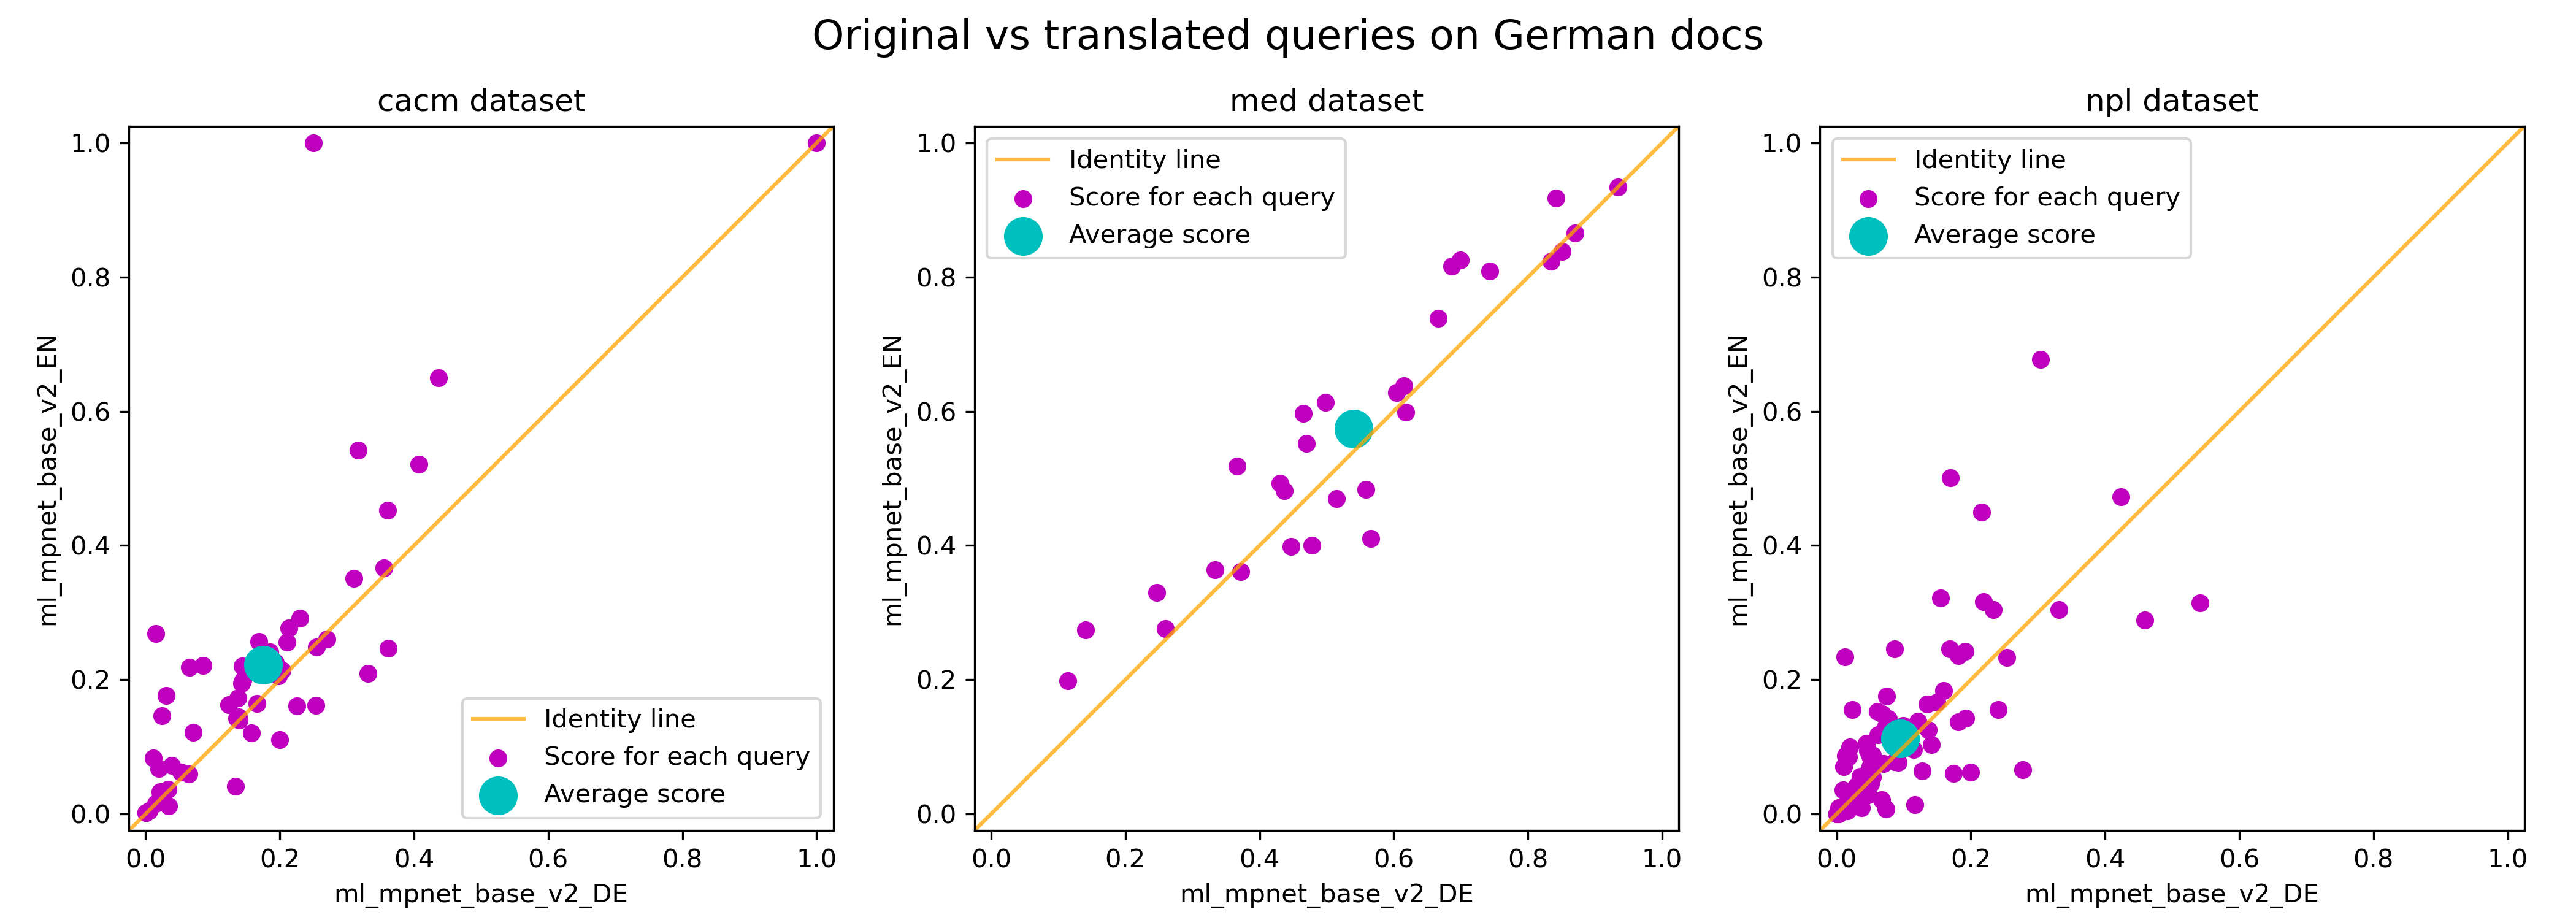 Original vs translated queries on German docs
cacm dataset
1.0
0.8
0.6
0.4
0.2
0.0
ml_mpnet_base_v2_EN
Identity line
Score for each query
Average score
0.0 0.2 0.4 0.6 0.8 1.0
ml_mpnet_base_v2_DE
med dataset
1.0
0.8
0.6
0.4
0.2
0.0
ml_mpnet_base_v2_EN
Identity line
Score for each query
Average score
0.0 0.2 0.4 0.6 0.8 1.0
ml_mpnet_base_v2_DE
npl dataset
1.0
0.8
0.6
0.4
0.2
0.0
ml_mpnet_base_v2_EN
Identity line
Score for each query
Average score
0.0 0.2 0.4 0.6 0.8 1.0
ml_mpnet_base_v2_DE